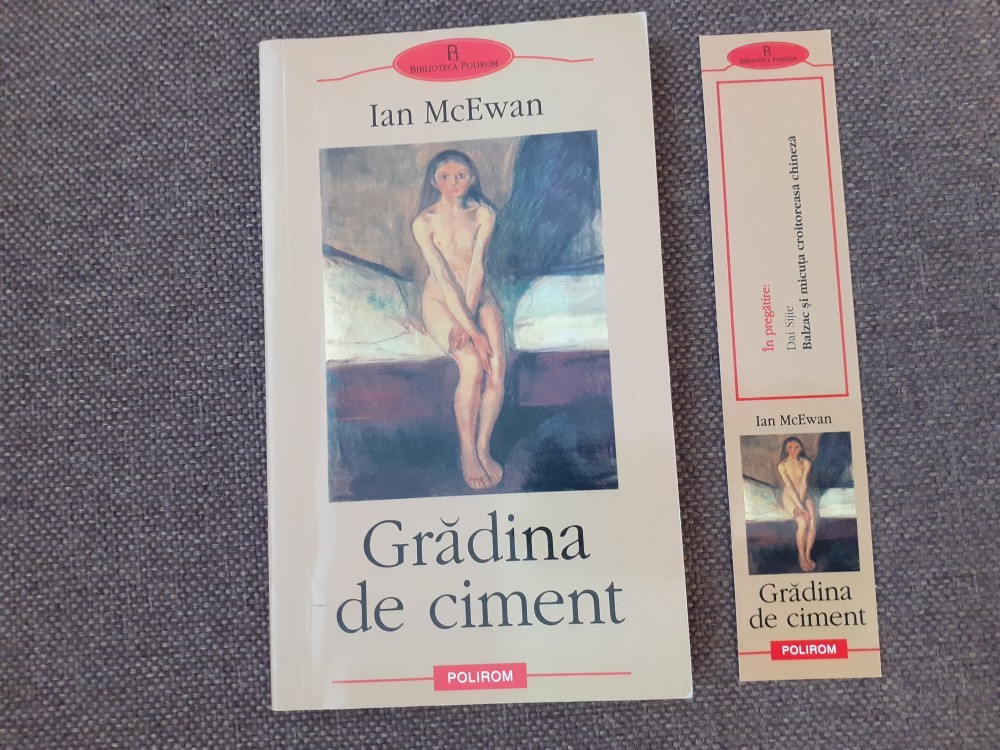 BIBLIOTECA POLIROM
Ian McEwan
Grădina
de ciment
POLIROM
BIBLIOTECA POLIROM
În pregătire:
Dai Sijie
Balzac și micuța croitoreasa chineză
Ian McEwan
Grădina
de ciment
POLIROM